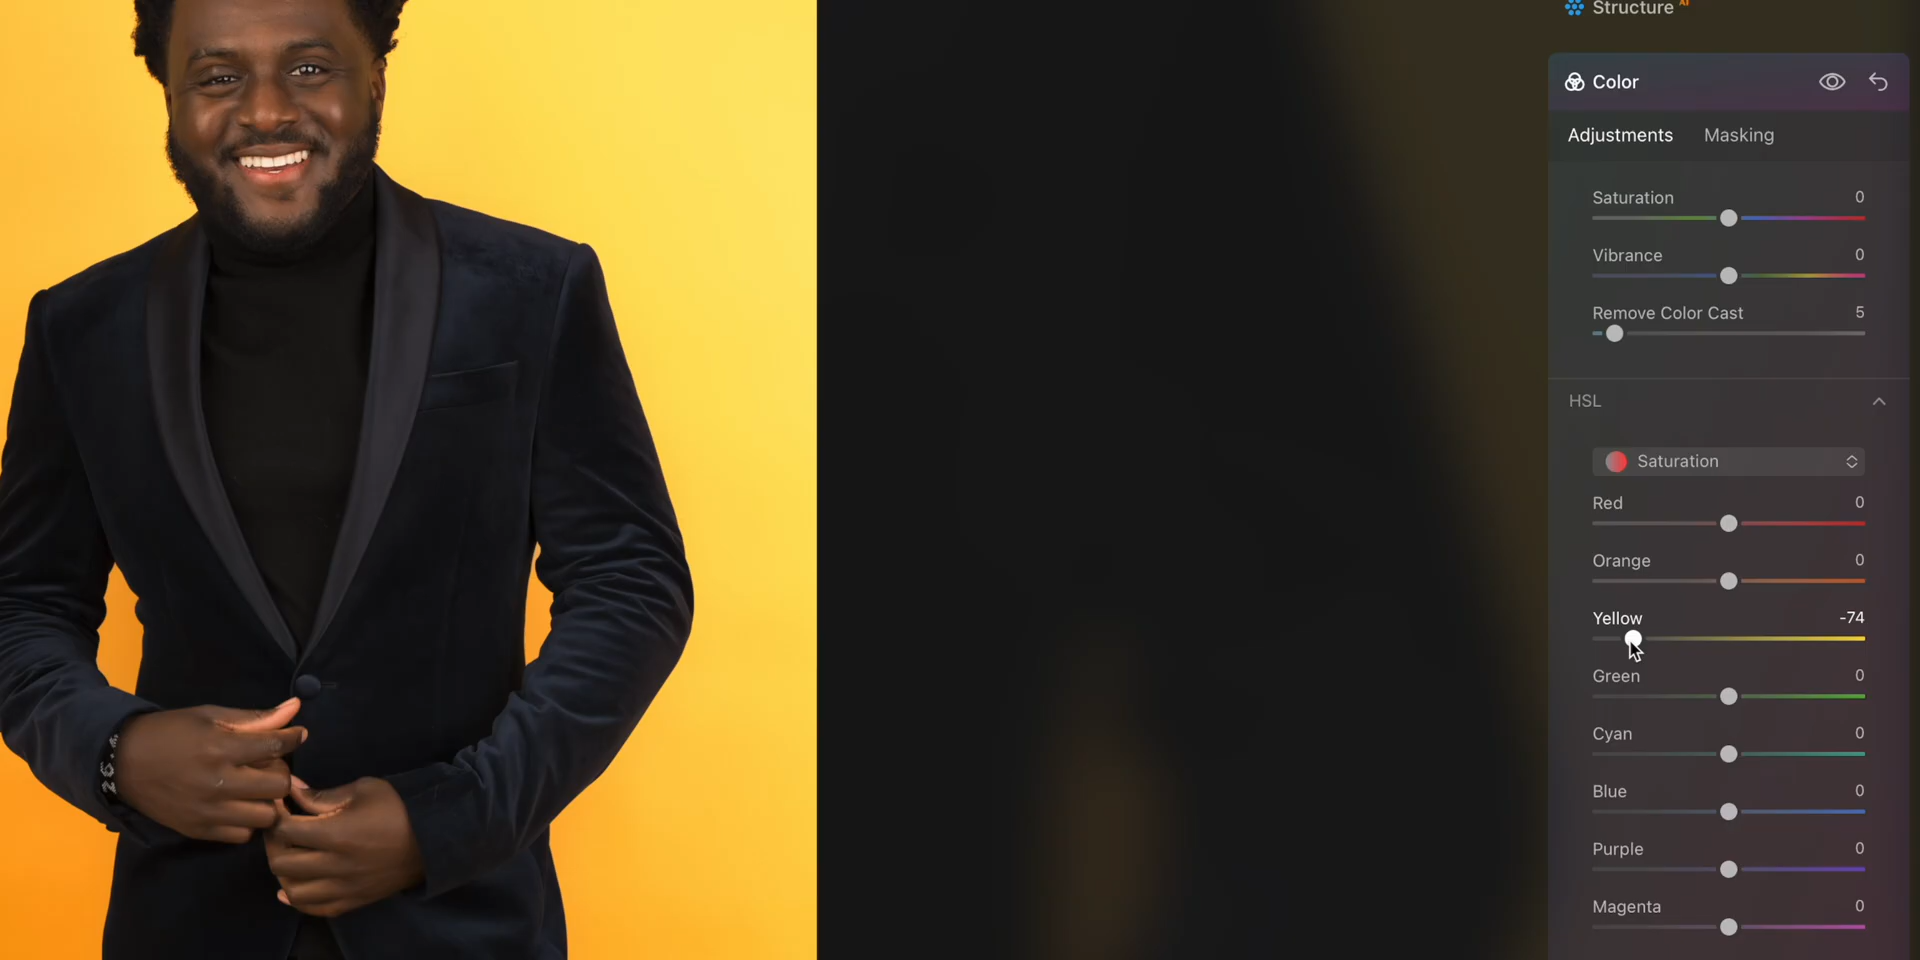 Structure AI
Color
Adjustments Masking
Saturation 0
Vibrance 0
Remove Color Cast 5
HSL
Saturation
Red 0
Orange 0
Yellow -74
Green 0
Cyan 0
Blue 0
Purple 0
Magenta 0
26.